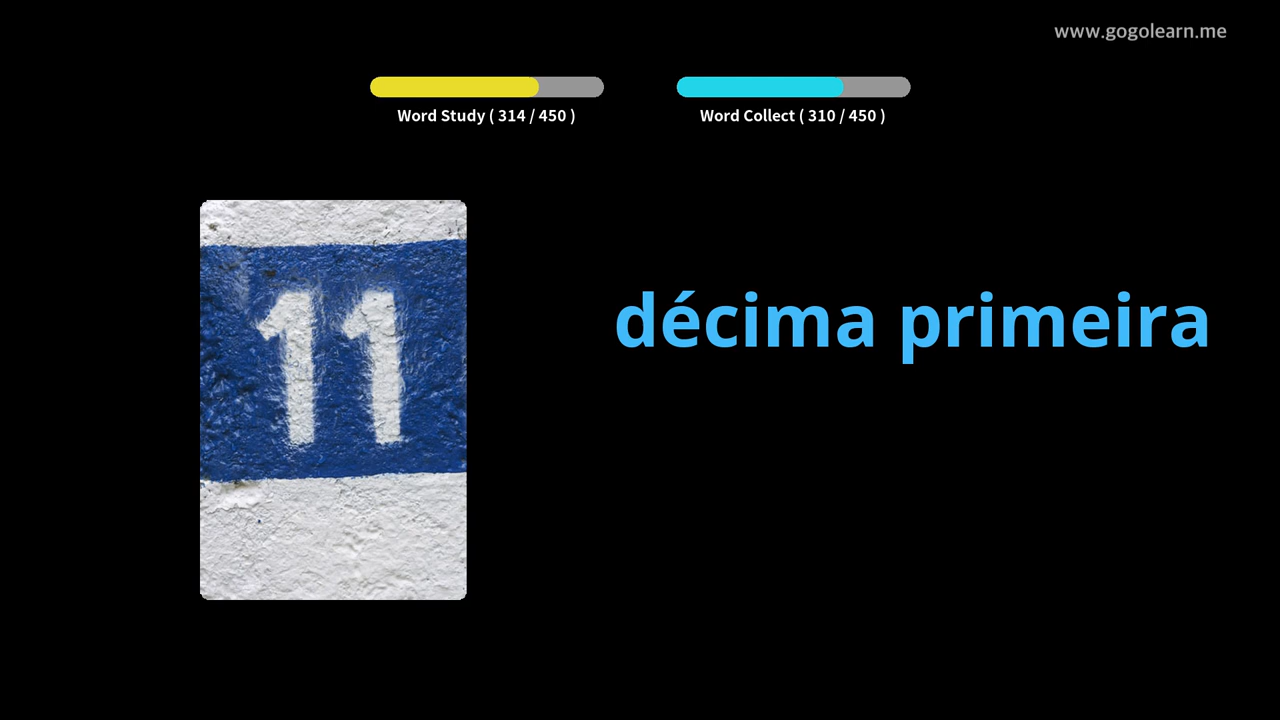 www.gogolearn.me
Word Study ( 314 / 450 )
Word Collect ( 310 / 450 )
11
décima primeira